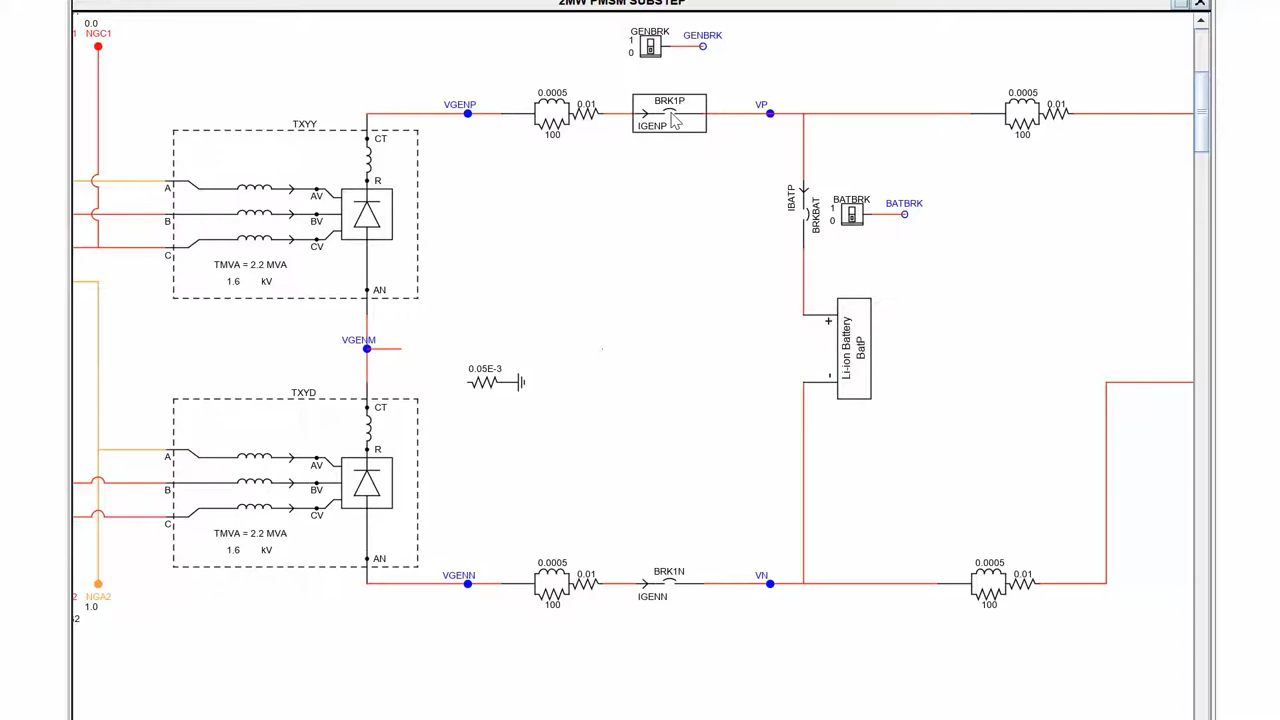 2MW PMSM SUBSTEP
0.0
1 NGC1
GENBRK
1
0
GENBRK
VGENP
0.0005
0.01
100
BRK1P
IGENP
VP
0.0005
0.01
100
TXYY
CT
R
A
AV
B
BV
C
CV
TMVA = 2.2 MVA
1.6 kV
AN
IBATP
BRKBAT
BATBRK
1
0
BATBRK
VGENM
0.05E-3
+
-
Li-ion Battery
BatP
TXYD
CT
R
A
AV
B
BV
C
CV
TMVA = 2.2 MVA
1.6 kV
AN
VGENN
0.0005
0.01
100
BRK1N
IGENN
VN
0.0005
0.01
100
2 NGA2
1.0
s2